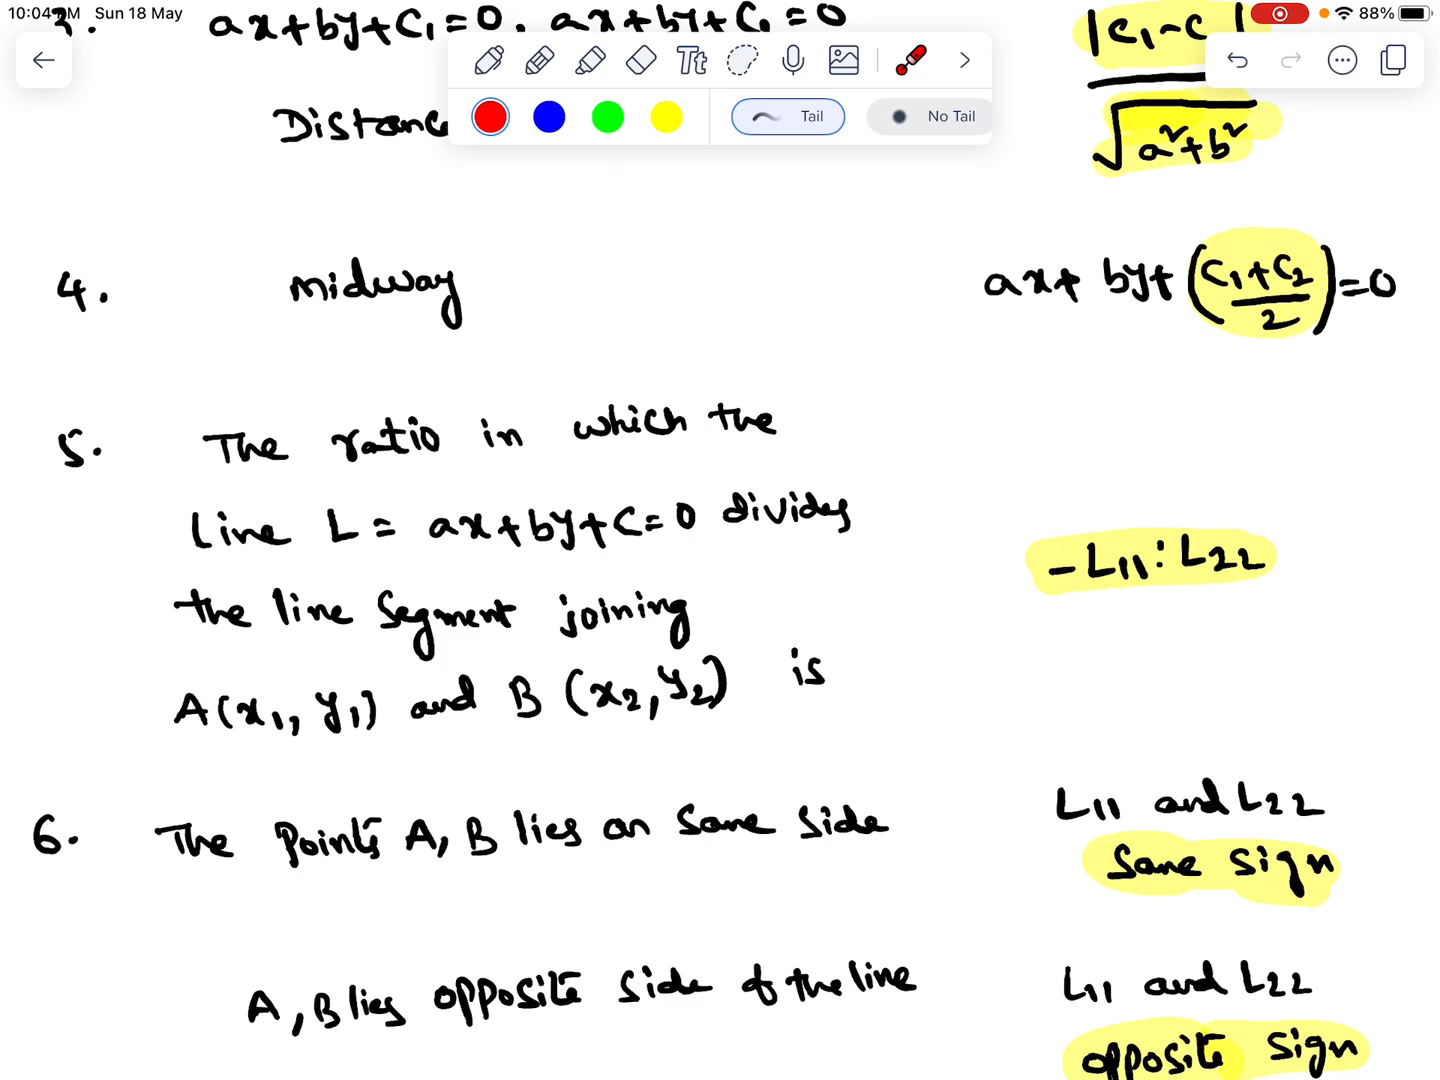 10:04 PM Sun 18 May
88%
3. ax+by+C₁=0, ax+by+C₂=0
|C₁-C
Tt
Distance
√a²+b²
Tail
No Tail
4. midway ax+ by+(C₁+C₂/2)=0
5. The ratio in which the
line L= ax+by+C=0 divides
-L₁₁:L₂₂
the line segment joining
A(x₁, y₁) and B (x₂,y₂) is
6. The points A, B lies on same side
L₁₁ and L₂₂
same sign
A, B lies opposite side of the line
L₁₁ and L₂₂
opposite sign